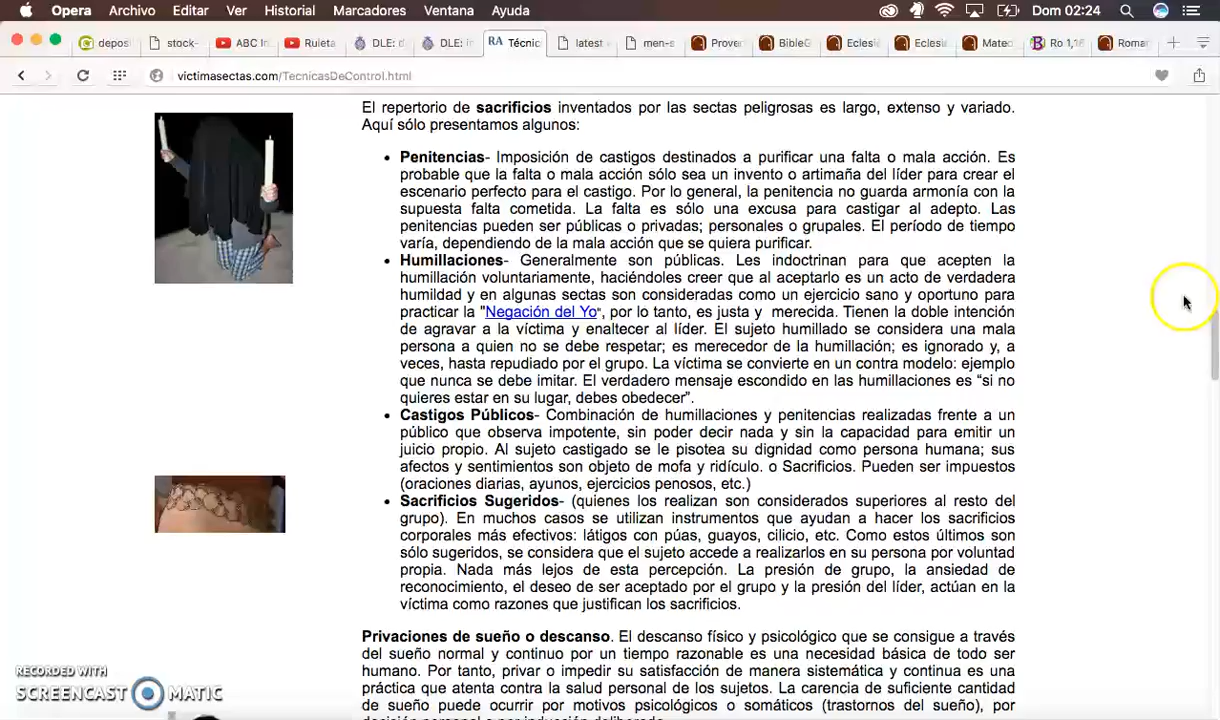 Opera Archivo Editar Ver Historial Marcadores Ventana Ayuda Dom 02:24
depos stock- ABC In Ruieta DLE: d DLE: in RA Técnic latest v men-s Prover BibleG Eclesia Eclesia Mateo Ro 1,16 Roman
victimasectas.com/TecnicasDeControl.html
El repertorio de sacrificios inventados por las sectas peligrosas es largo, extenso y variado.
Aquí sólo presentamos algunos:
• Penitencias- Imposición de castigos destinados a purificar una falta o mala acción. Es
probable que la falta o mala acción sólo sea un invento o artimaña del líder para crear el
escenario perfecto para el castigo. Por lo general, la penitencia no guarda armonía con la
supuesta falta cometida. La falta es sólo una excusa para castigar al adepto. Las
penitencias pueden ser públicas o privadas; personales o grupales. El período de tiempo
varía, dependiendo de la mala acción que se quiera purificar.
• Humillaciones- Generalmente son públicas. Les indoctrinan para que acepten la
humillación voluntariamente, haciéndoles creer que al aceptarlo es un acto de verdadera
humildad y en algunas sectas son consideradas como un ejercicio sano y oportuno para
practicar la "Negación del Yo", por lo tanto, es justa y merecida. Tienen la doble intención
de agravar a la víctima y enaltecer al líder. El sujeto humillado se considera una mala
persona a quien no se debe respetar; es merecedor de la humillación; es ignorado y, a
veces, hasta repudiado por el grupo. La víctima se convierte en un contra modelo: ejemplo
que nunca se debe imitar. El verdadero mensaje escondido en las humillaciones es “si no
quieres estar en su lugar, debes obedecer”.
• Castigos Públicos- Combinación de humillaciones y penitencias realizadas frente a un
público que observa impotente, sin poder decir nada y sin la capacidad para emitir un
juicio propio. Al sujeto castigado se le pisotea su dignidad como persona humana; sus
afectos y sentimientos son objeto de mofa y ridículo. o Sacrificios. Pueden ser impuestos
(oraciones diarias, ayunos, ejercicios penosos, etc.)
• Sacrificios Sugeridos- (quienes los realizan son considerados superiores al resto del
grupo). En muchos casos se utilizan instrumentos que ayudan a hacer los sacrificios
corporales más efectivos: látigos con púas, guayos, cilicio, etc. Como estos últimos son
sólo sugeridos, se considera que el sujeto accede a realizarlos en su persona por voluntad
propia. Nada más lejos de esta percepción. La presión de grupo, la ansiedad de
reconocimiento, el deseo de ser aceptado por el grupo y la presión del líder, actúan en la
víctima como razones que justifican los sacrificios.
Privaciones de sueño o descanso. El descanso físico y psicológico que se consigue a través
del sueño normal y continuo por un tiempo razonable es una necesidad básica de todo ser
humano. Por tanto, privar o impedir su satisfacción de manera sistemática y continua es una
práctica que atenta contra la salud personal de los sujetos. La carencia de suficiente cantidad
de sueño puede ocurrir por motivos psicológicos o somáticos (trastornos del sueño), por
RECORDED WITH
SCREENCAST MATIC